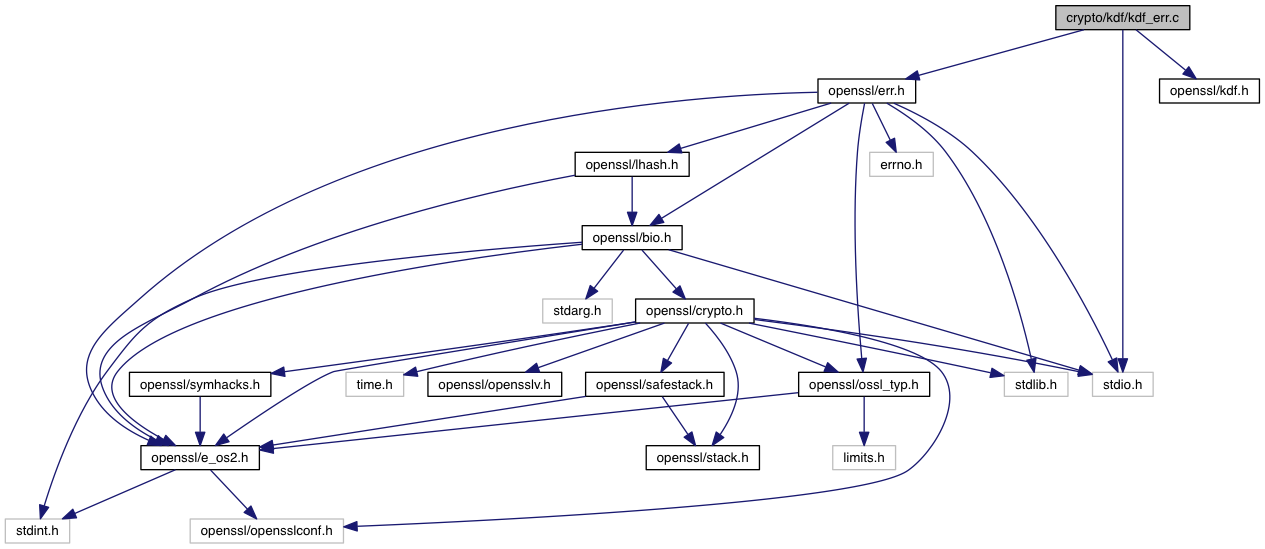 crypto/kdf/kdf_err.c
openssl/err.h
openssl/kdf.h
openssl/lhash.h
errno.h
openssl/bio.h
stdarg.h
openssl/crypto.h
openssl/symhacks.h
time.h
openssl/opensslv.h
openssl/safestack.h
openssl/ossl_typ.h
stdlib.h
stdio.h
openssl/e_os2.h
openssl/stack.h
limits.h
stdint.h
openssl/opensslconf.h